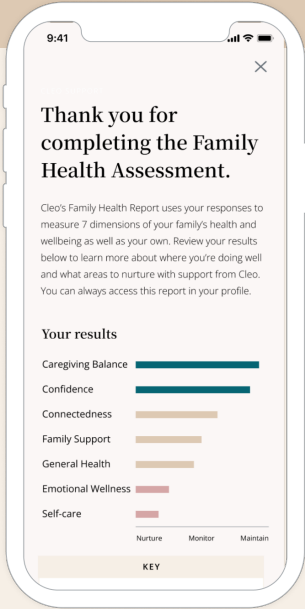 9:41
Thank you for
completing the Family
Health Assessment.
Cleo's Family Health Report uses your responses to
measure 7 dimensions of your family's health and
wellbeing as well as your own. Review your results
below to learn more about where you're doing well
and what areas to nurture with support from Cleo.
You can always access this report in your profile.
Your results
Caregiving Balance
Confidence
Connectedness
Family Support
General Health
Emotional Wellness
Self-care
Nurture Monitor Maintain
KEY